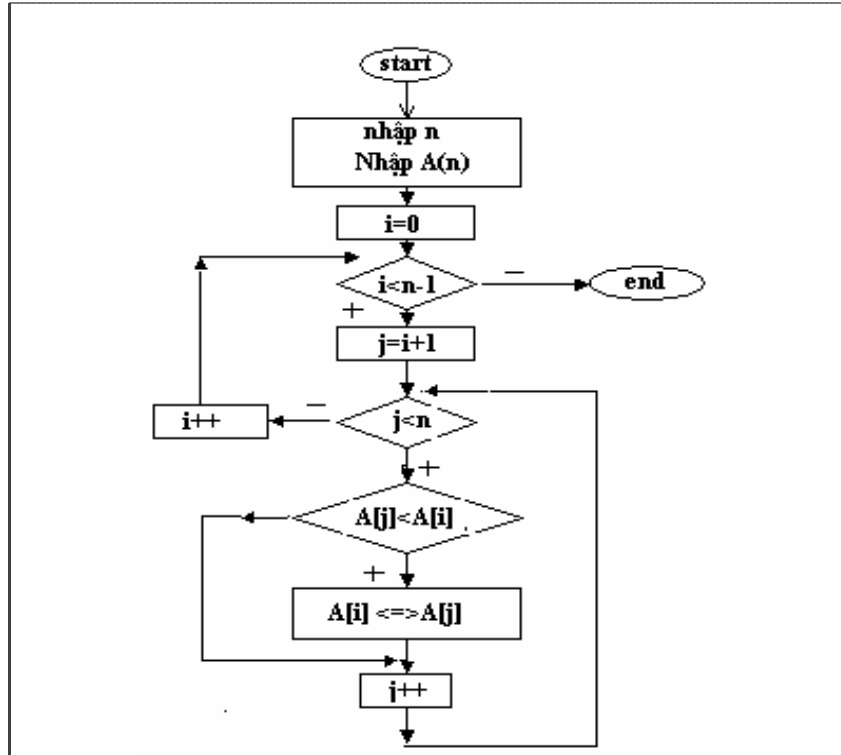 start
nhập n
Nhập A(n)
i=0
i<n-1
−
end
+
j=i+1
i++
−
j<n
+
A[j]<A[i]
+
A[i] <=>A[j]
j++